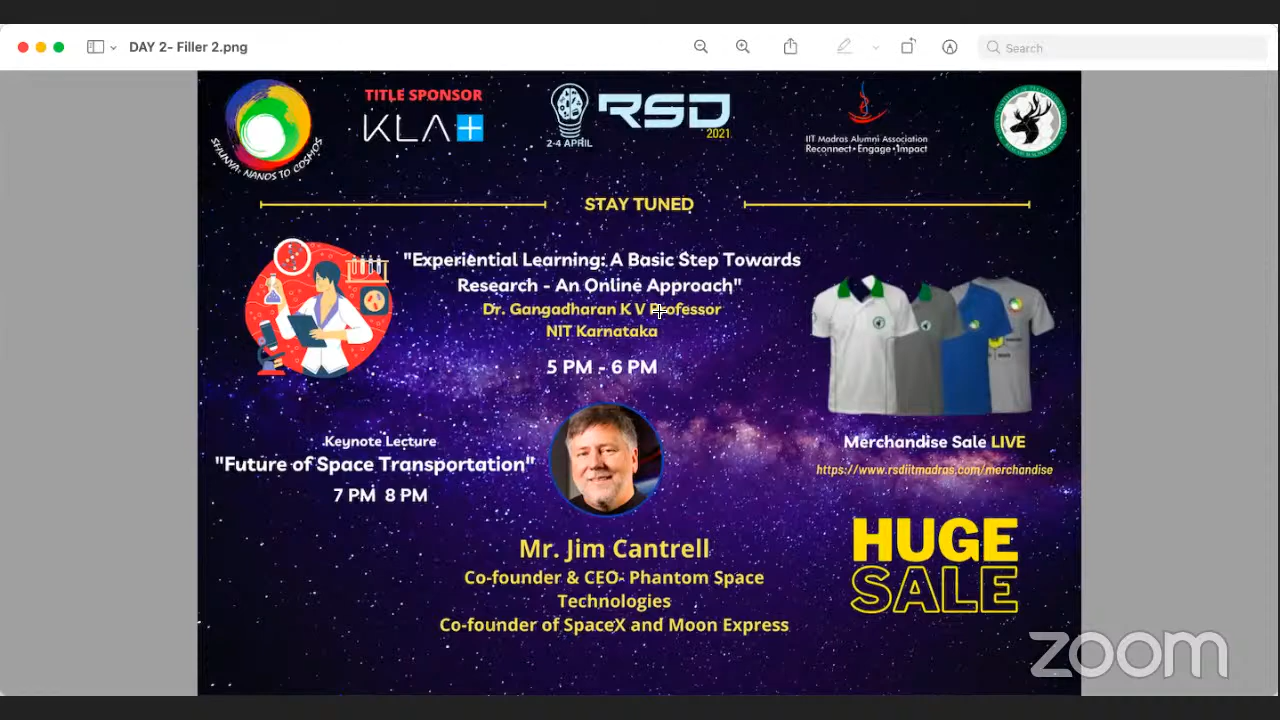 DAY 2- Filler 2.png
Search
SHUNYA: NANOS TO COSMOS
TITLE SPONSOR
KLA+
2-4 APRIL
RSD
2021
IIT Madras Alumni Association
Reconnect•Engage•Impact
STAY TUNED
"Experiential Learning: A Basic Step Towards
Research - An Online Approach"
Dr. Gangadharan K V Professor
NIT Karnataka
5 PM - 6 PM
Keynote Lecture
"Future of Space Transportation"
7 PM 8 PM
Mr. Jim Cantrell
Co-founder & CEO- Phantom Space
Technologies
Co-founder of SpaceX and Moon Express
Merchandise Sale LIVE
https://www.rsdiitmadras.com/merchandise
HUGE
SALE
zoom